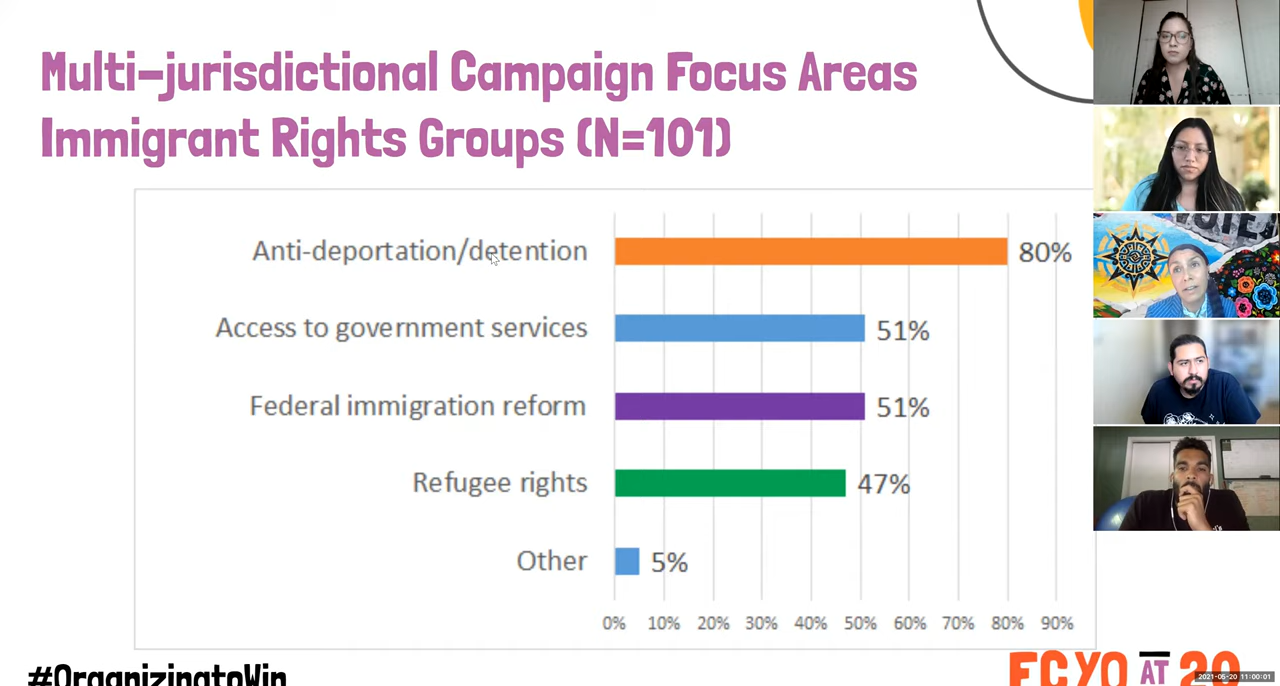 Multi-jurisdictional Campaign Focus Areas
Immigrant Rights Groups (N=101)
Anti-deportation/detention 80%
Access to government services 51%
Federal immigration reform 51%
Refugee rights 47%
Other 5%
0% 10% 20% 30% 40% 50% 60% 70% 80% 90%
VOTE
#OrganizingtoWin
FCYO AT 20
2021-05-20 11:00:01